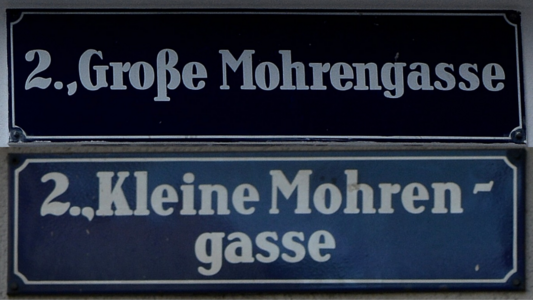 2., Große Mohrengasse
2., Kleine Mohren-
gasse